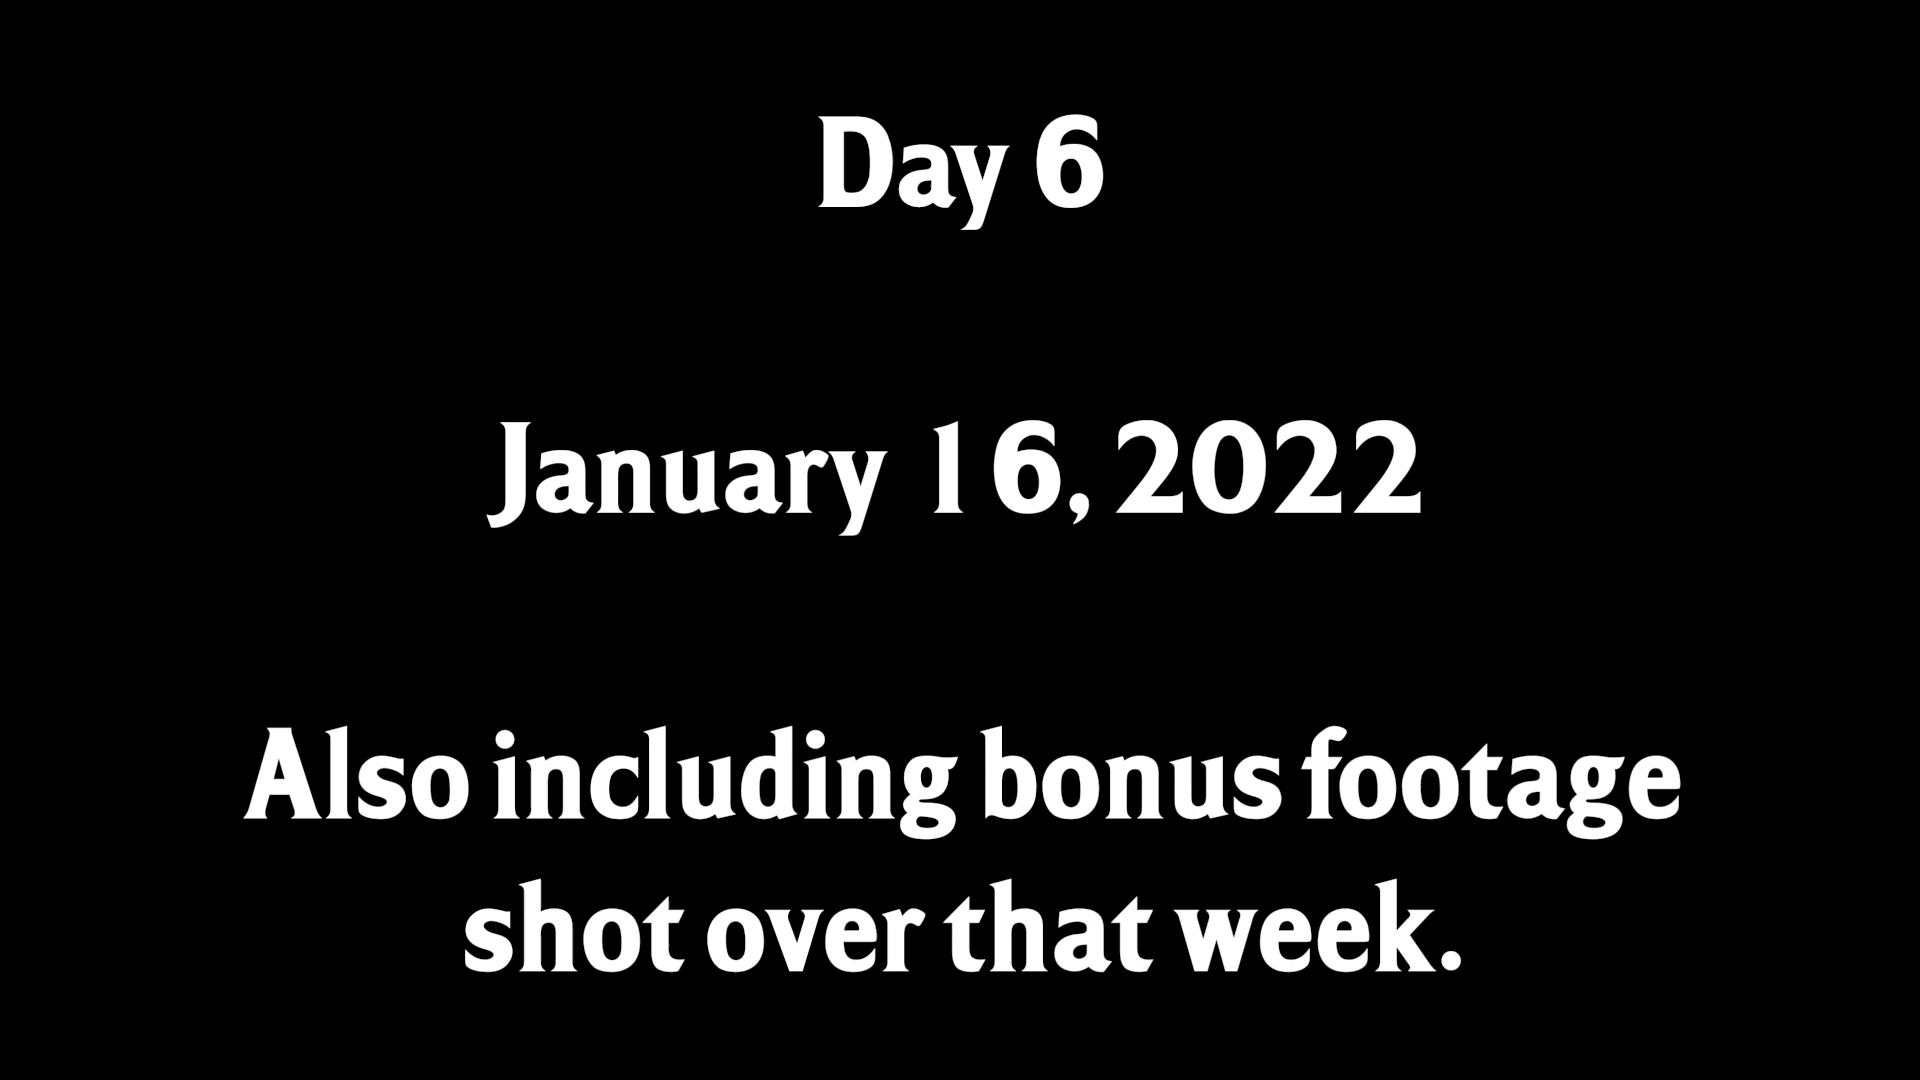 Day 6
January 16, 2022
Also including bonus footage
shot over that week.